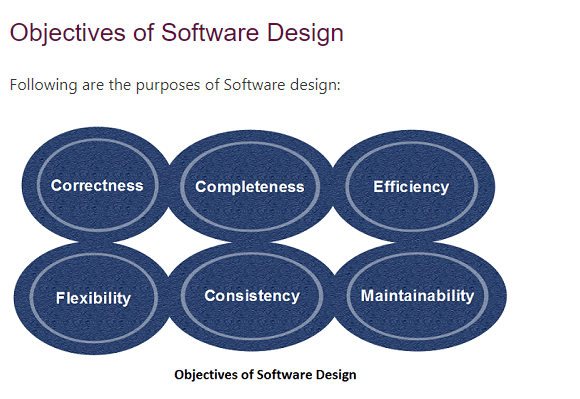 Objectives of Software Design
Following are the purposes of Software design:
Correctness
Completeness
Efficiency
Flexibility
Consistency
Maintainability
Objectives of Software Design